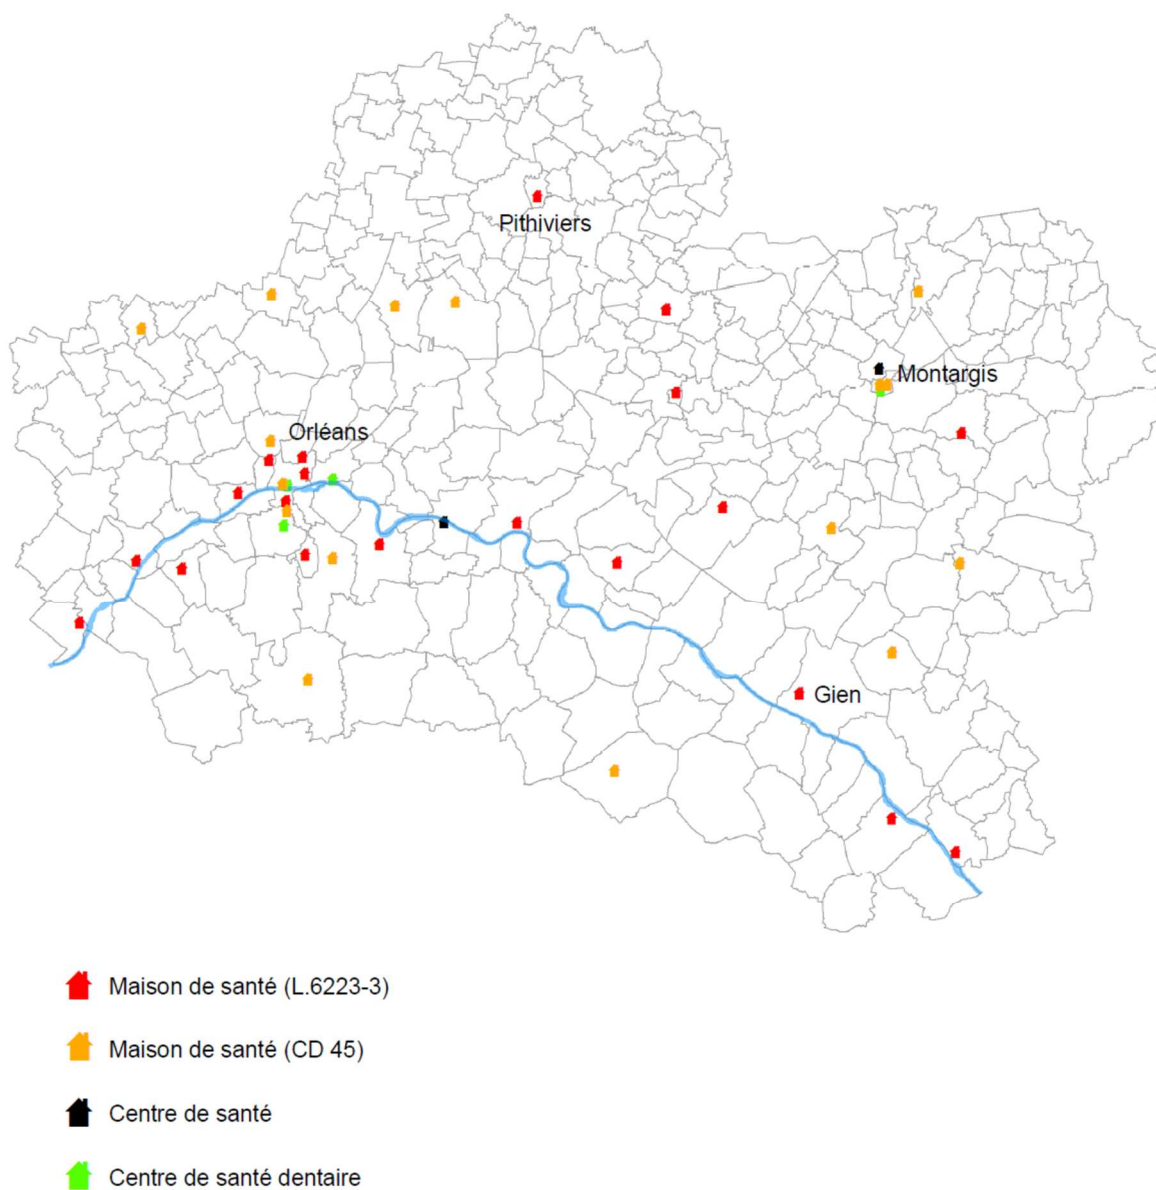 Pithiviers
Montargis
Orléans
Gien
Maison de santé (L.6223-3)
Maison de santé (CD 45)
Centre de santé
Centre de santé dentaire